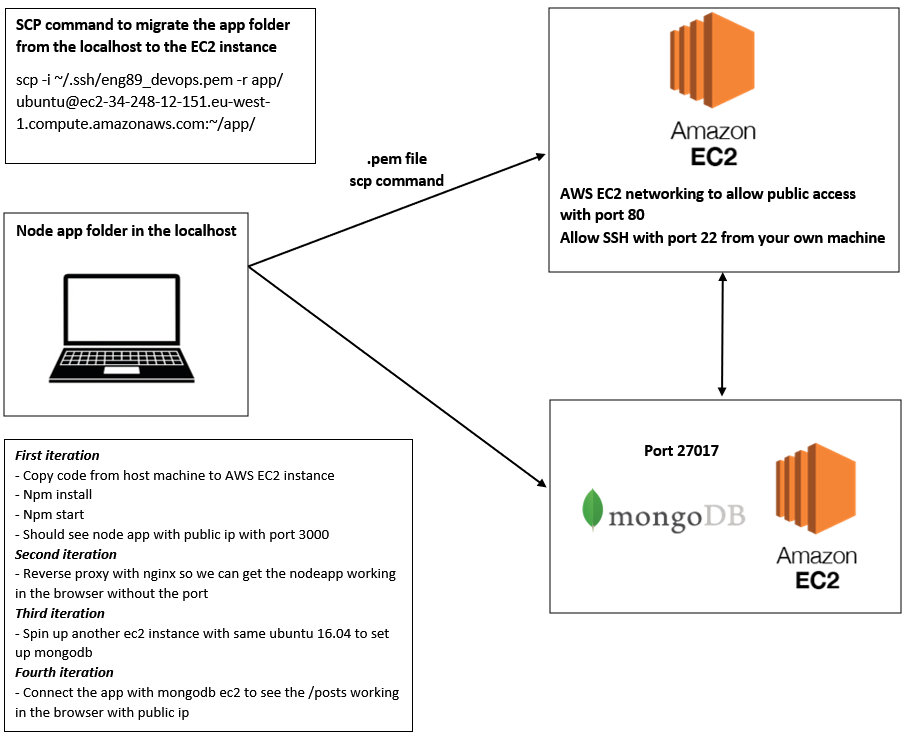 SCP command to migrate the app folder
from the localhost to the EC2 instance
scp -i ~/.ssh/eng89_devops.pem -r app/
ubuntu@ec2-34-248-12-151.eu-west-
1.compute.amazonaws.com:~/app/
.pem file
scp command
Amazon
EC2
AWS EC2 networking to allow public access
with port 80
Allow SSH with port 22 from your own machine
Node app folder in the localhost
Port 27017
mongoDB
Amazon
EC2
First iteration
- Copy code from host machine to AWS EC2 instance
- Npm install
- Npm start
- Should see node app with public ip with port 3000
Second iteration
- Reverse proxy with nginx so we can get the nodeapp working
in the browser without the port
Third iteration
- Spin up another ec2 instance with same ubuntu 16.04 to set
up mongodb
Fourth iteration
- Connect the app with mongodb ec2 to see the /posts working
in the browser with public ip